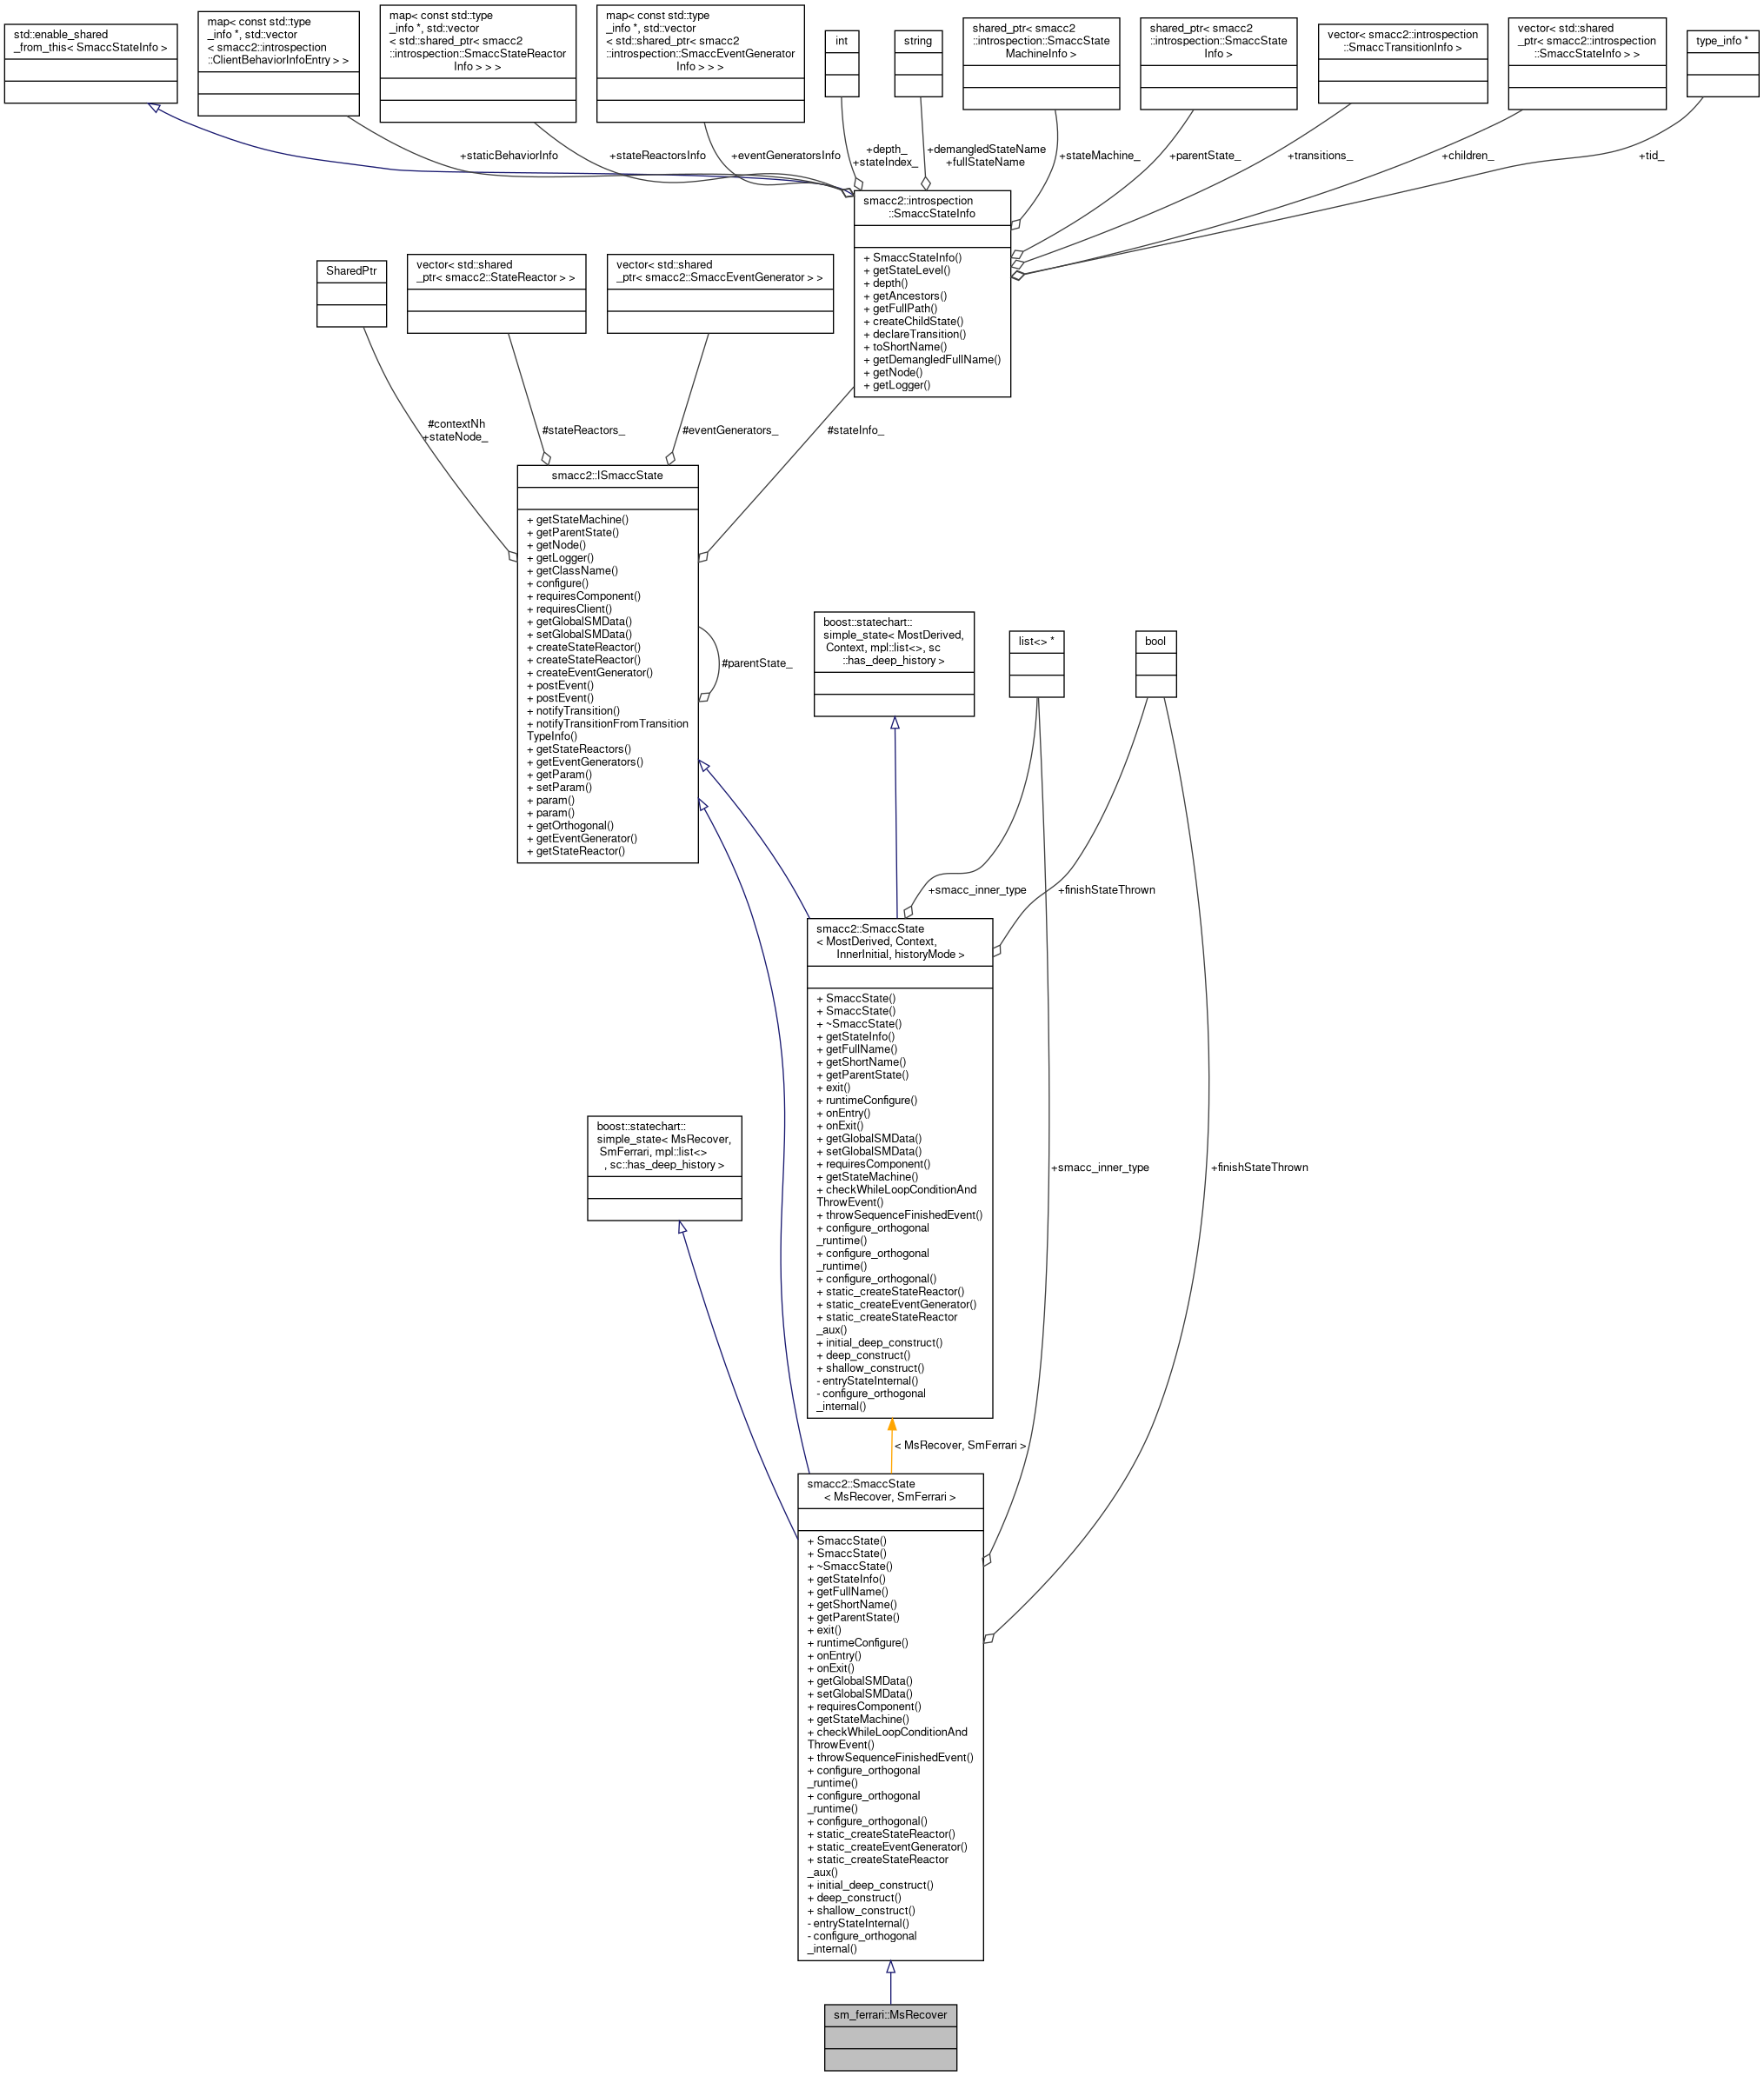 std::enable_shared
_from_this< SmaccStateInfo >
map< const std::type
_info *, std::vector
< smacc2::introspection
::ClientBehaviorInfoEntry > >
map< const std::type
_info *, std::vector
< std::shared_ptr< smacc2
::introspection::SmaccStateReactor
Info > > >
map< const std::type
_info *, std::vector
< std::shared_ptr< smacc2
::introspection::SmaccEventGenerator
Info > > >
int
string
shared_ptr< smacc2
::introspection::SmaccState
MachineInfo >
shared_ptr< smacc2
::introspection::SmaccState
Info >
vector< smacc2::introspection
::SmaccTransitionInfo >
vector< std::shared
_ptr< smacc2::introspection
::SmaccStateInfo > >
type_info *
+staticBehaviorInfo
+stateReactorsInfo
+eventGeneratorsInfo
+depth_
+stateIndex_
+demangledStateName
+fullStateName
+stateMachine_
+parentState_
+transitions_
+children_
+tid_
smacc2::introspection
::SmaccStateInfo
+ SmaccStateInfo()
+ getStateLevel()
+ depth()
+ getAncestors()
+ getFullPath()
+ createChildState()
+ declareTransition()
+ toShortName()
+ getDemangledFullName()
+ getNode()
+ getLogger()
SharedPtr
vector< std::shared
_ptr< smacc2::StateReactor > >
vector< std::shared
_ptr< smacc2::SmaccEventGenerator > >
#contextNh
+stateNode_
#stateReactors_
#eventGenerators_
#stateInfo_
smacc2::ISmaccState
+ getStateMachine()
+ getParentState()
+ getNode()
+ getLogger()
+ getClassName()
+ configure()
+ requiresComponent()
+ requiresClient()
+ getGlobalSMData()
+ setGlobalSMData()
+ createStateReactor()
+ createStateReactor()
+ createEventGenerator()
+ postEvent()
+ postEvent()
+ notifyTransition()
+ notifyTransitionFromTransition
TypeInfo()
+ getStateReactors()
+ getEventGenerators()
+ getParam()
+ setParam()
+ param()
+ param()
+ getOrthogonal()
+ getEventGenerator()
+ getStateReactor()
#parentState_
boost::statechart::
simple_state< MostDerived,
Context, mpl::list<>, sc
::has_deep_history >
list<> *
bool
+smacc_inner_type
+finishStateThrown
smacc2::SmaccState
< MostDerived, Context,
InnerInitial, historyMode >
+ SmaccState()
+ SmaccState()
+ ~SmaccState()
+ getStateInfo()
+ getFullName()
+ getShortName()
+ getParentState()
+ exit()
+ runtimeConfigure()
+ onEntry()
+ onExit()
+ getGlobalSMData()
+ setGlobalSMData()
+ requiresComponent()
+ getStateMachine()
+ checkWhileLoopConditionAnd
ThrowEvent()
+ throwSequenceFinishedEvent()
+ configure_orthogonal
_runtime()
+ configure_orthogonal
_runtime()
+ configure_orthogonal()
+ static_createStateReactor()
+ static_createEventGenerator()
+ static_createStateReactor
_aux()
+ initial_deep_construct()
+ deep_construct()
+ shallow_construct()
- entryStateInternal()
- configure_orthogonal
_internal()
boost::statechart::
simple_state< MsRecover,
SmFerrari, mpl::list<>
, sc::has_deep_history >
+smacc_inner_type
+finishStateThrown
< MsRecover, SmFerrari >
smacc2::SmaccState
< MsRecover, SmFerrari >
+ SmaccState()
+ SmaccState()
+ ~SmaccState()
+ getStateInfo()
+ getFullName()
+ getShortName()
+ getParentState()
+ exit()
+ runtimeConfigure()
+ onEntry()
+ onExit()
+ getGlobalSMData()
+ setGlobalSMData()
+ requiresComponent()
+ getStateMachine()
+ checkWhileLoopConditionAnd
ThrowEvent()
+ throwSequenceFinishedEvent()
+ configure_orthogonal
_runtime()
+ configure_orthogonal
_runtime()
+ configure_orthogonal()
+ static_createStateReactor()
+ static_createEventGenerator()
+ static_createStateReactor
_aux()
+ initial_deep_construct()
+ deep_construct()
+ shallow_construct()
- entryStateInternal()
- configure_orthogonal
_internal()
sm_ferrari::MsRecover